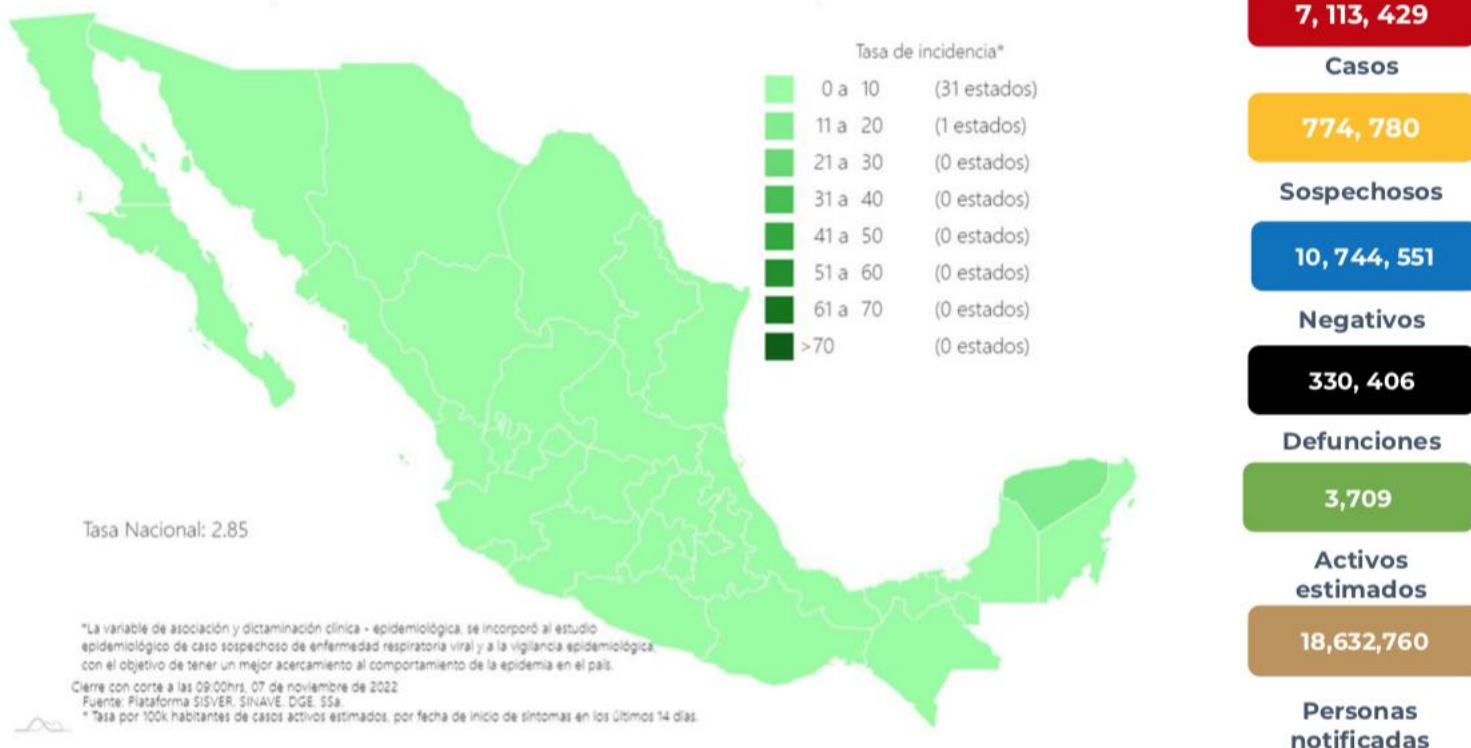 Tasa de incidencia*
0 a 10 (31 estados)
11 a 20 (1 estados)
21 a 30 (0 estados)
31 a 40 (0 estados)
41 a 50 (0 estados)
51 a 60 (0 estados)
61 a 70 (0 estados)
>70 (0 estados)
Tasa Nacional: 2.85
*La variable de asociación y dictaminación clínica - epidemiológica, se incorporó al estudio
epidemiológico de caso sospechoso de enfermedad respiratoria viral y a la vigilancia epidemiológica,
con el objetivo de tener un mejor acercamiento al comportamiento de la epidemia en el país.
Cierre con corte a las 09:00hrs, 07 de noviembre de 2022
Fuente: Plataforma SISVER, SINAVE, DGE, SSa.
* Tasa por 100k habitantes de casos activos estimados, por fecha de inicio de síntomas en los últimos 14 días.
7, 113, 429
Casos
774, 780
Sospechosos
10, 744, 551
Negativos
330, 406
Defunciones
3,709
Activos
estimados
18,632,760
Personas
notificadas